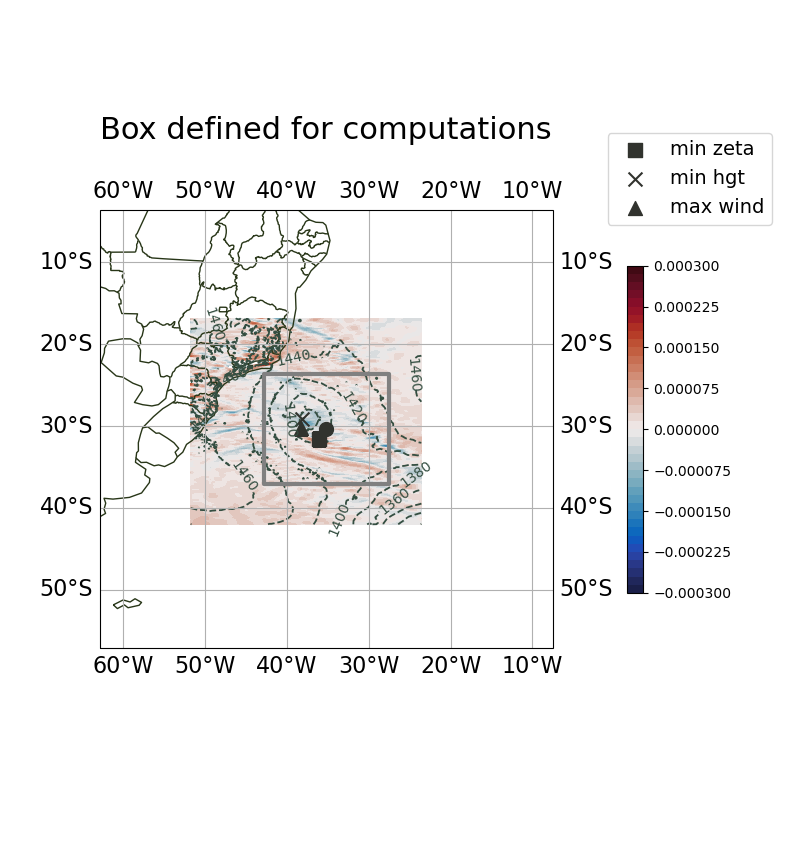 Box defined for computations
min zeta
min hgt
max wind
60°W 50°W 40°W 30°W 20°W 10°W
10°S 10°S
20°S 20°S
30°S 30°S
40°S 40°S
50°S 50°S
60°W 50°W 40°W 30°W 20°W 10°W
1460
1440
1460
1420
1400
1460
1380
1360
1400
0.000300
0.000225
0.000150
0.000075
0.000000
−0.000075
−0.000150
−0.000225
−0.000300